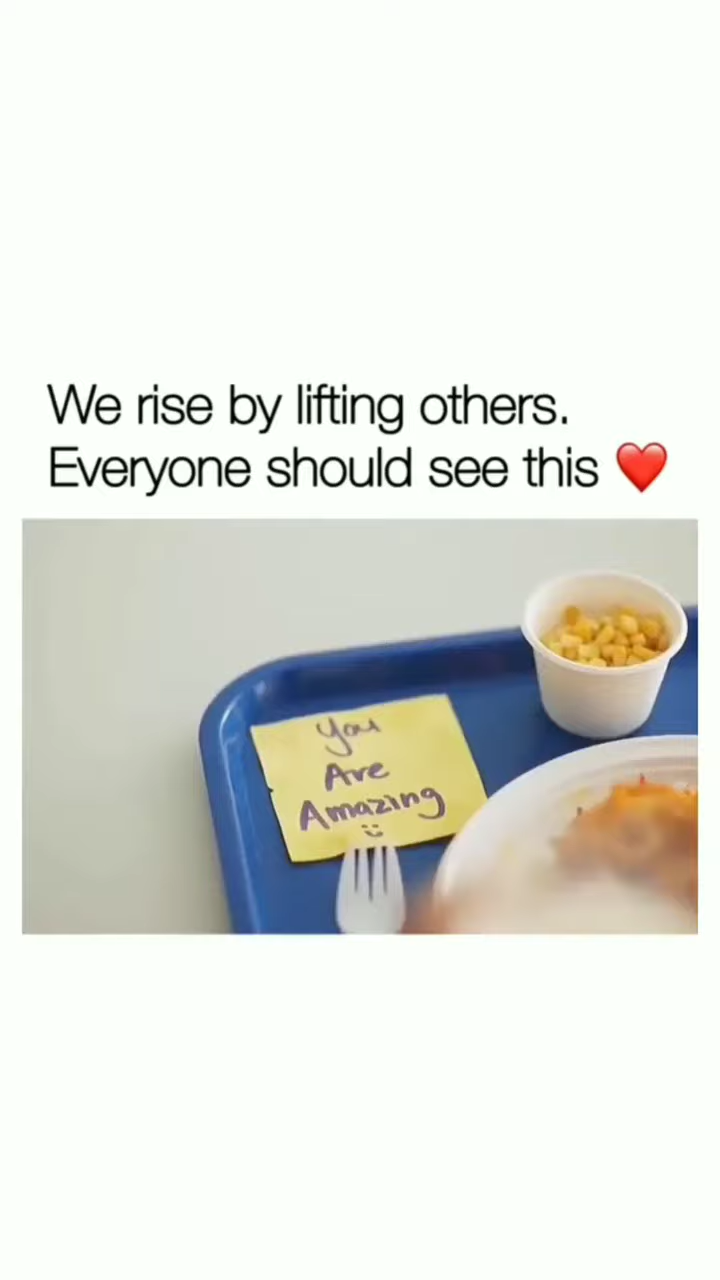 We rise by lifting others.
Everyone should see this ❤️
You
Are
Amazing